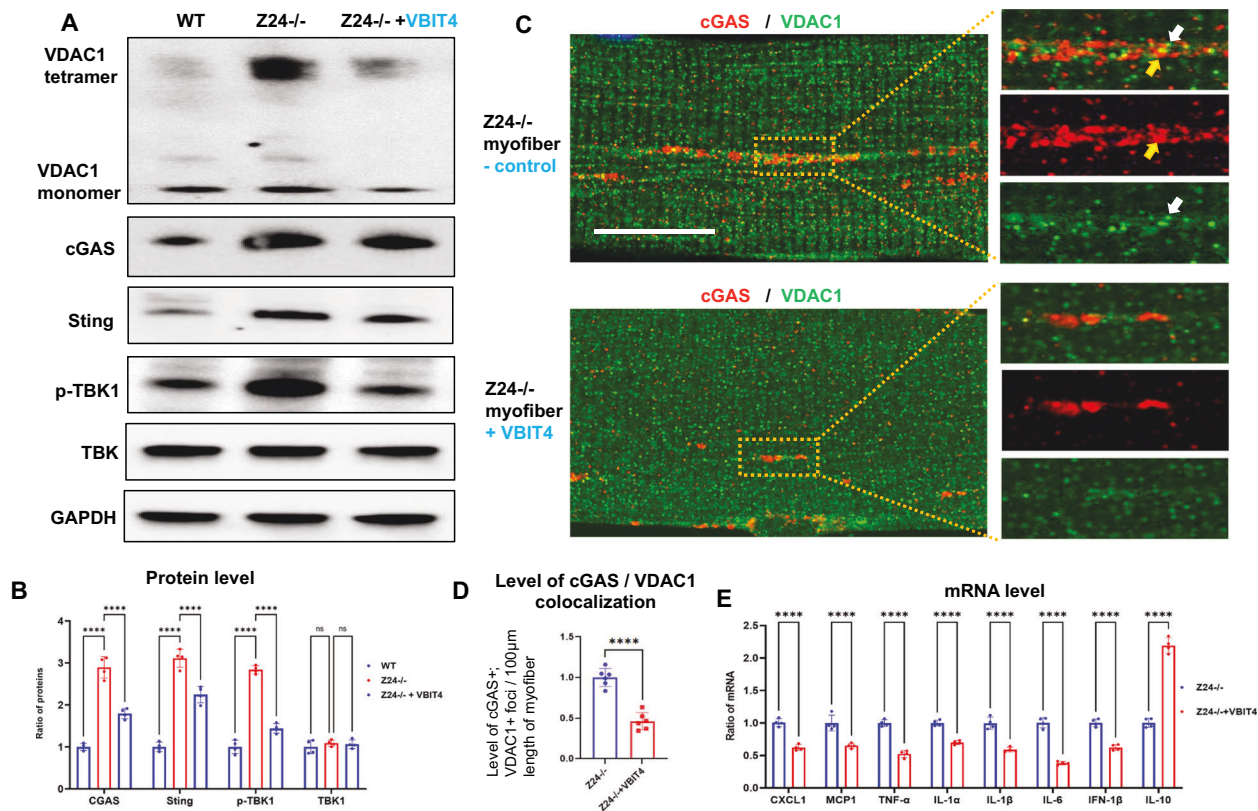 A
WT Z24-/- Z24-/- +VBIT4
VDAC1
tetramer
VDAC1
monomer
cGAS
Sting
p-TBK1
TBK
GAPDH
C
cGAS / VDAC1
Z24-/-
myofiber
- control
cGAS / VDAC1
Z24-/-
myofiber
+ VBIT4
B
Protein level
Ratio of proteins
4
3
2
1
0
**** **** **** **** **** **** ns ns
CGAS Sting p-TBK1 TBK1
WT
Z24-/-
Z24-/- + VBIT4
D
Level of cGAS / VDAC1
colocalization
Level of cGAS+;
VDAC1+ foci / 100µm
length of myofiber
1.5
1.0
0.5
0.0
****
Z24-/-
Z24-/-+VBIT4
E
mRNA level
Ratio of mRNA
2.5
2.0
1.5
1.0
0.5
0.0
**** **** **** **** **** **** **** ****
CXCL1 MCP1 TNF-α IL-1α IL-1β IL-6 IFN-1β IL-10
Z24-/-
Z24-/-+VBIT4